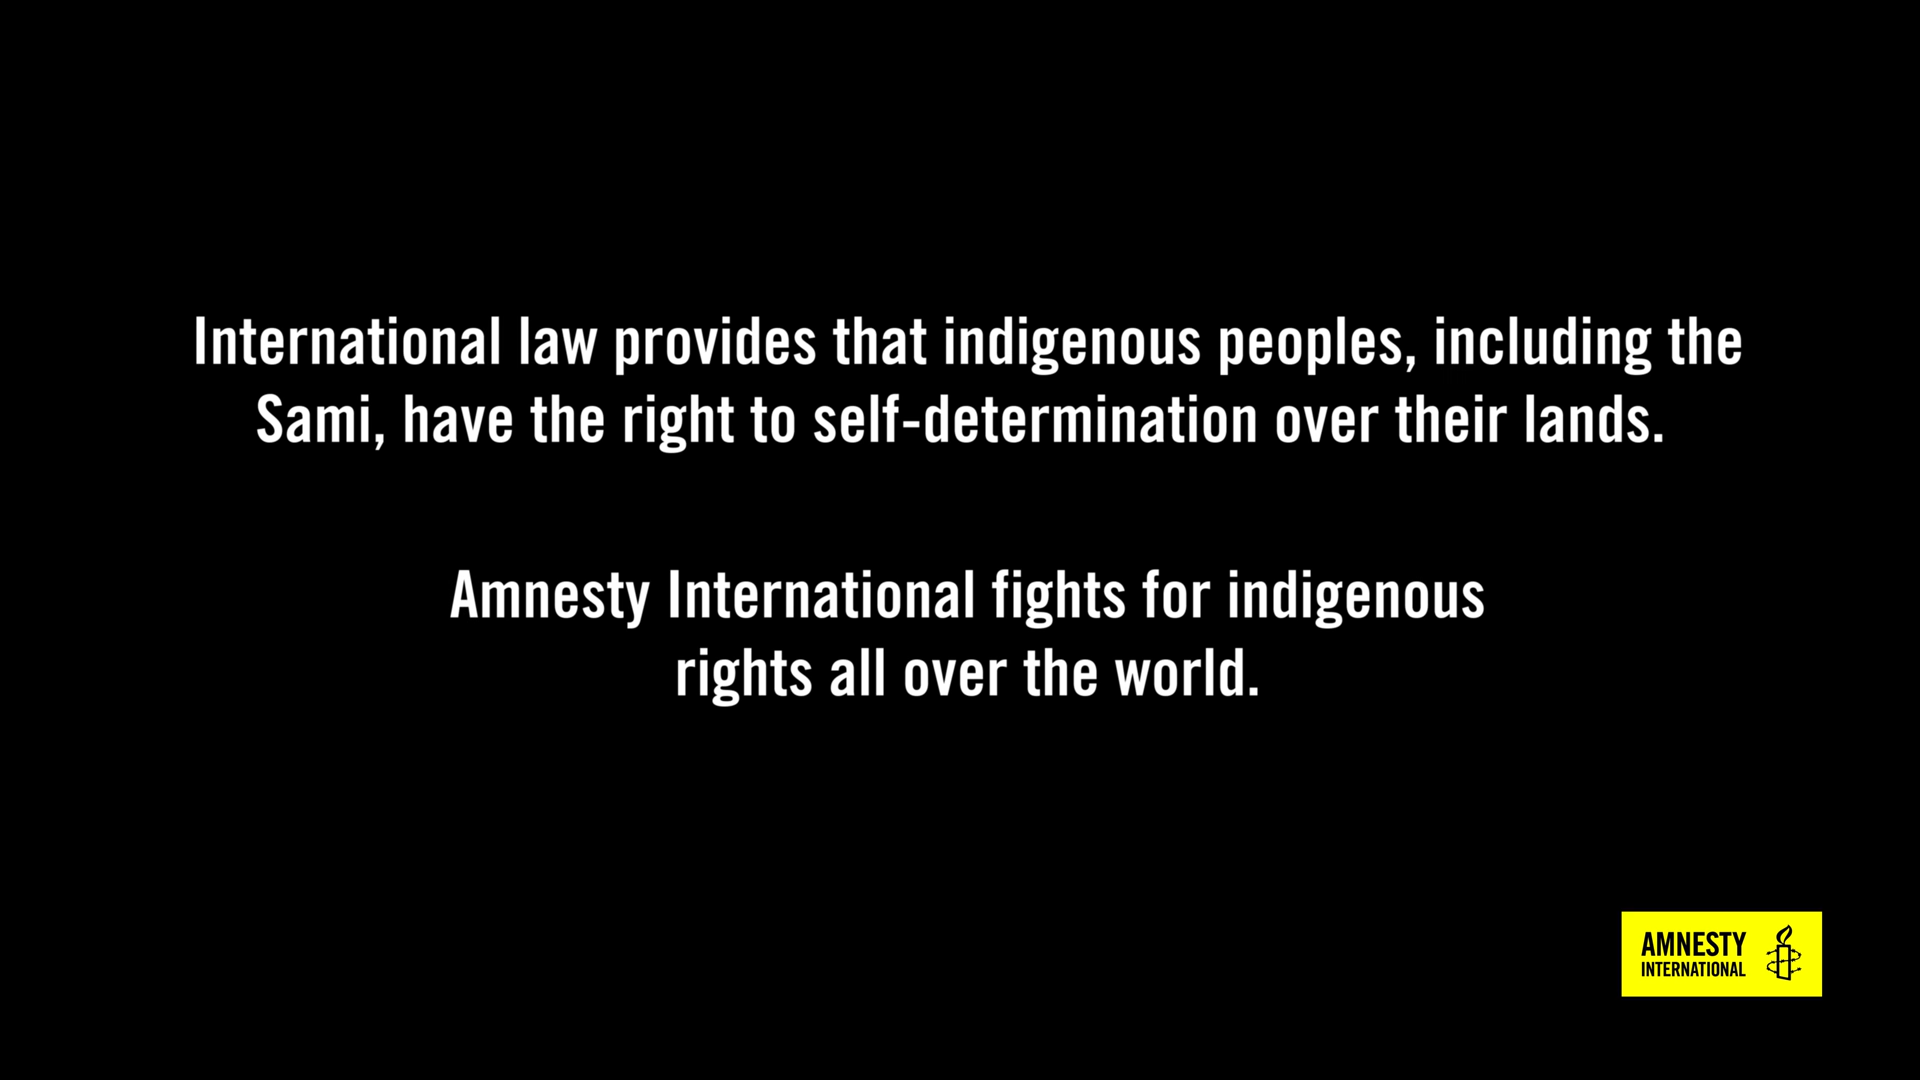 International law provides that indigenous peoples, including the
Sami, have the right to self-determination over their lands.
Amnesty International fights for indigenous
rights all over the world.
AMNESTY
INTERNATIONAL